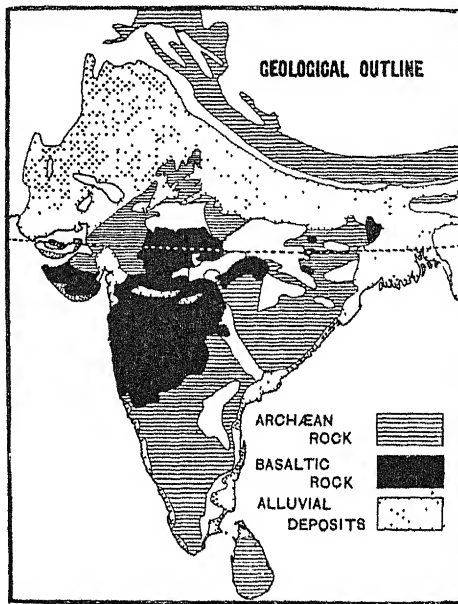 GEOLOGICAL OUTLINE
ARCHÆAN
ROCK
BASALTIC
ROCK
ALLUVIAL
DEPOSITS